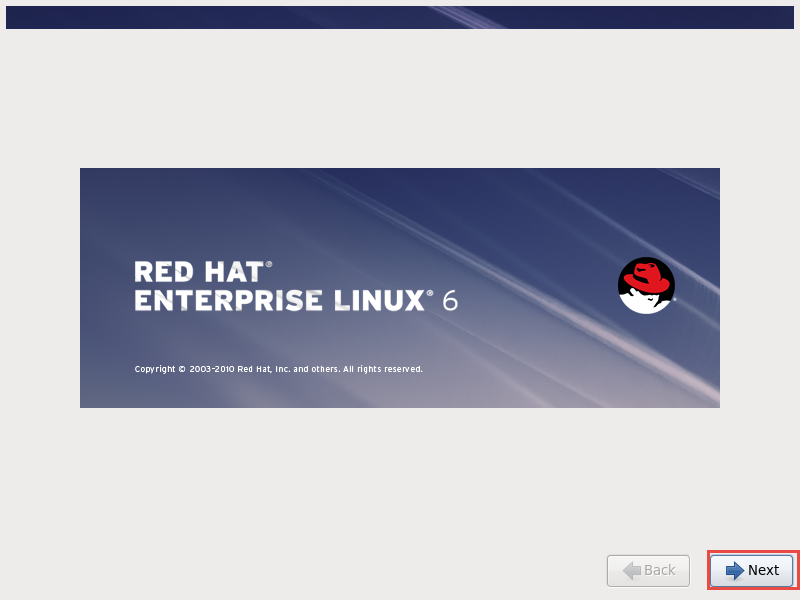 RED HAT®
ENTERPRISE LINUX® 6
Copyright © 2003-2010 Red Hat, Inc. and others. All rights reserved.
Back
Next